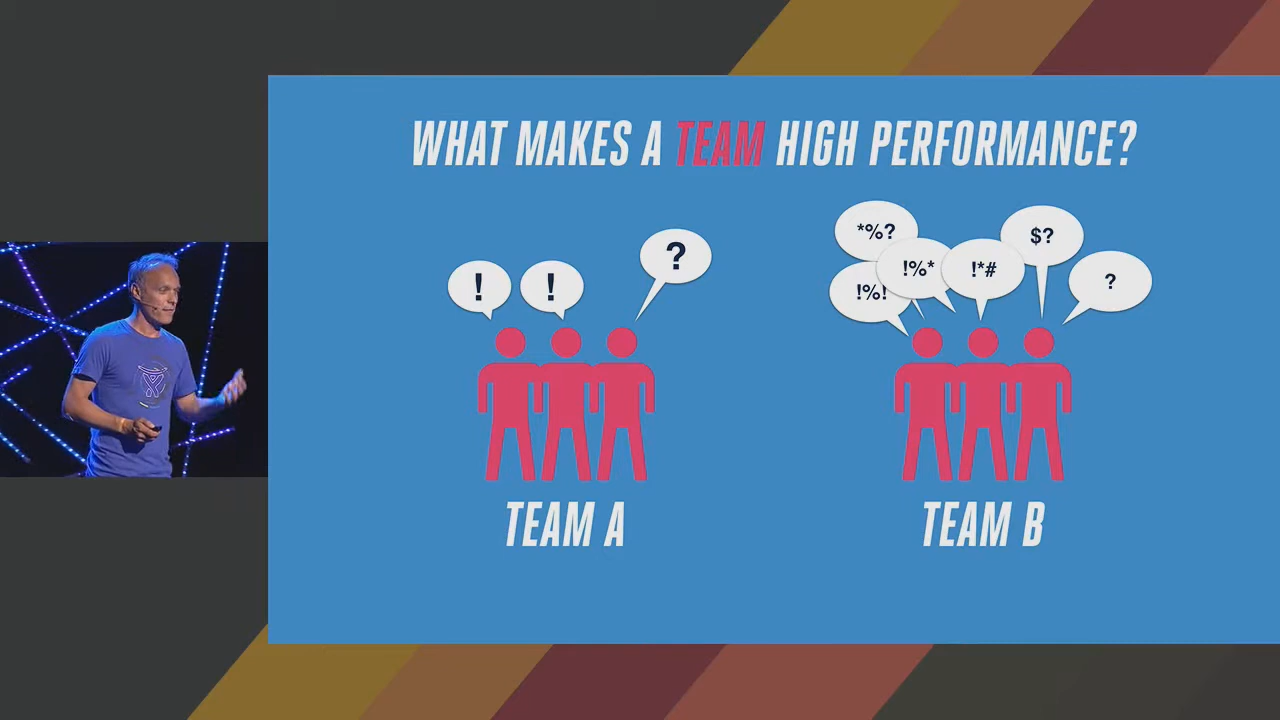 WHAT MAKES A TEAM HIGH PERFORMANCE?
! ! ?
*%? !%! !%* !*# $? ?
TEAM A
TEAM B